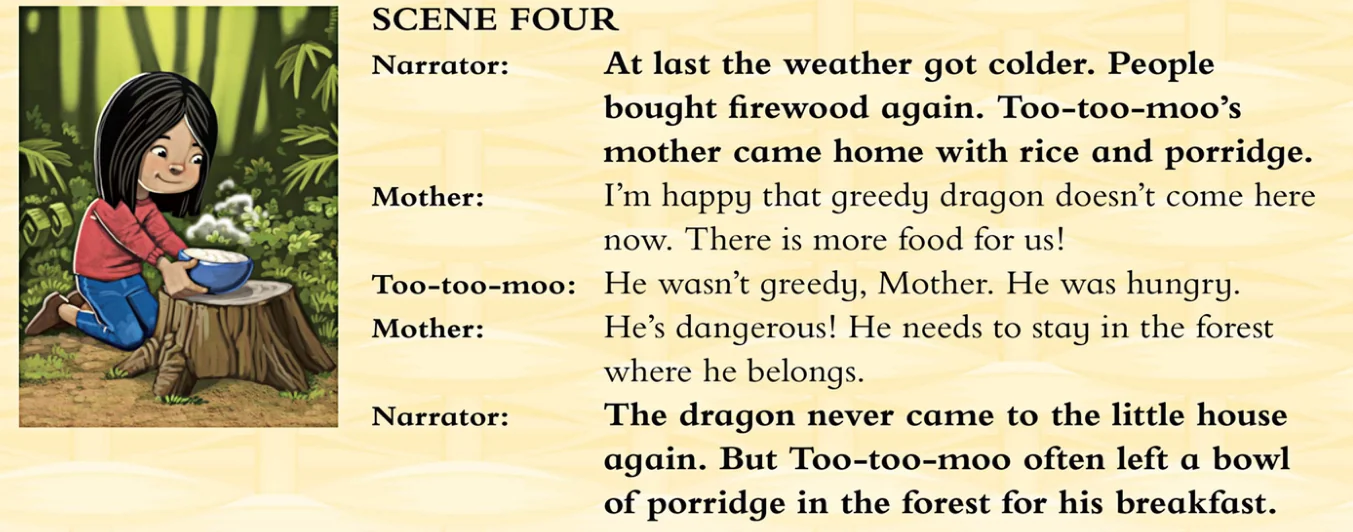 SCENE FOUR
Narrator: At last the weather got colder. People
bought firewood again. Too-too-moo’s
mother came home with rice and porridge.
Mother: I’m happy that greedy dragon doesn’t come here
now. There is more food for us!
Too-too-moo: He wasn’t greedy, Mother. He was hungry.
Mother: He’s dangerous! He needs to stay in the forest
where he belongs.
Narrator: The dragon never came to the little house
again. But Too-too-moo often left a bowl
of porridge in the forest for his breakfast.